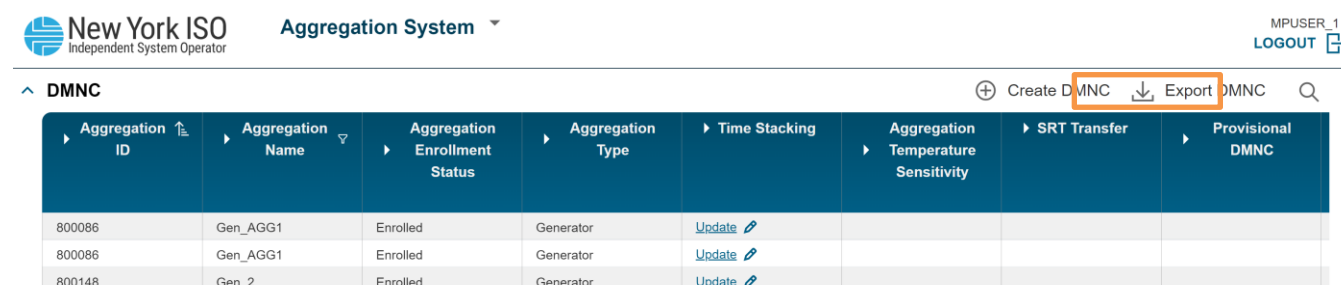 New York ISO
Independent System Operator
Aggregation System
MPUSER_1
LOGOUT
DMNC
Create DMNC
Export DMNC
Aggregation ID
Aggregation Name
Aggregation Enrollment Status
Aggregation Type
Time Stacking
Aggregation Temperature Sensitivity
SRT Transfer
Provisional DMNC
800086 Gen_AGG1 Enrolled Generator Update
800086 Gen_AGG1 Enrolled Generator Update
800148 Gen_2 Enrolled Generator Update